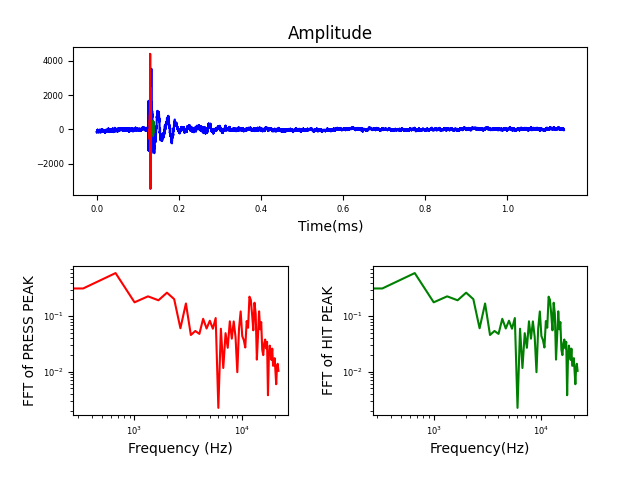 Amplitude
4000
2000
0
−2000
0.0 0.2 0.4 0.6 0.8 1.0
Time(ms)
FFT of PRESS PEAK
10⁻¹
10⁻²
10³ 10⁴
Frequency (Hz)
FFT of HIT PEAK
10⁻¹
10⁻²
10³ 10⁴
Frequency(Hz)